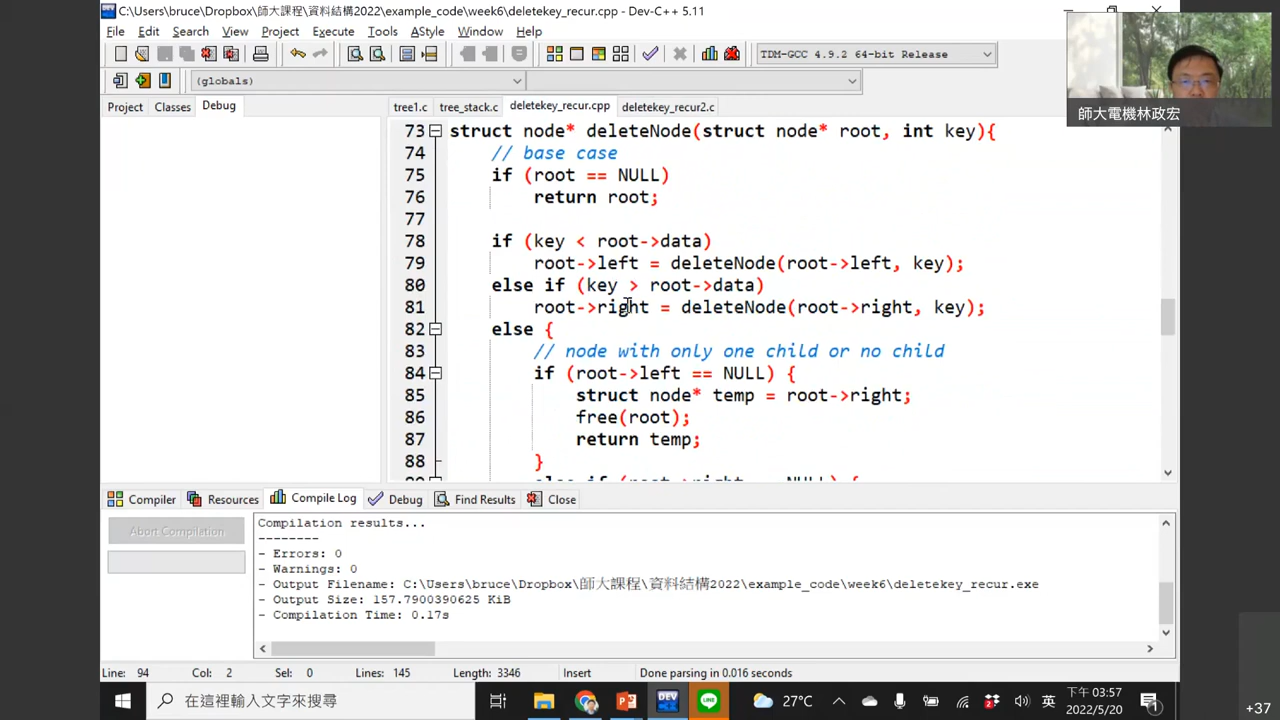 C:\Users\bruce\Dropbox\師大課程\資料結構2022\example_code\week6\deletekey_recur.cpp - Dev-C++ 5.11
File Edit Search View Project Execute Tools AStyle Window Help
TDM-GCC 4.9.2 64-bit Release
(globals)
師大電機林政宏
Project Classes Debug
tree1.c tree_stack.c deletekey_recur.cpp deletekey_recur2.c
73 struct node* deleteNode(struct node* root, int key){
74 // base case
75 if (root == NULL)
76 return root;
77
78 if (key < root->data)
79 root->left = deleteNode(root->left, key);
80 else if (key > root->data)
81 root->right = deleteNode(root->right, key);
82 else {
83 // node with only one child or no child
84 if (root->left == NULL) {
85 struct node* temp = root->right;
86 free(root);
87 return temp;
88 }
Compiler Resources Compile Log Debug Find Results Close
Abort Compilation
Compilation results...
--------
- Errors: 0
- Warnings: 0
- Output Filename: C:\Users\bruce\Dropbox\師大課程\資料結構2022\example_code\week6\deletekey_recur.exe
- Output Size: 157.7900390625 KiB
- Compilation Time: 0.17s
Line: 94 Col: 2 Sel: 0 Lines: 145 Length: 3346 Insert Done parsing in 0.016 seconds
在這裡輸入文字來搜尋
DEV
LINE
27°C
英
下午 03:57
2022/5/20
1
+37